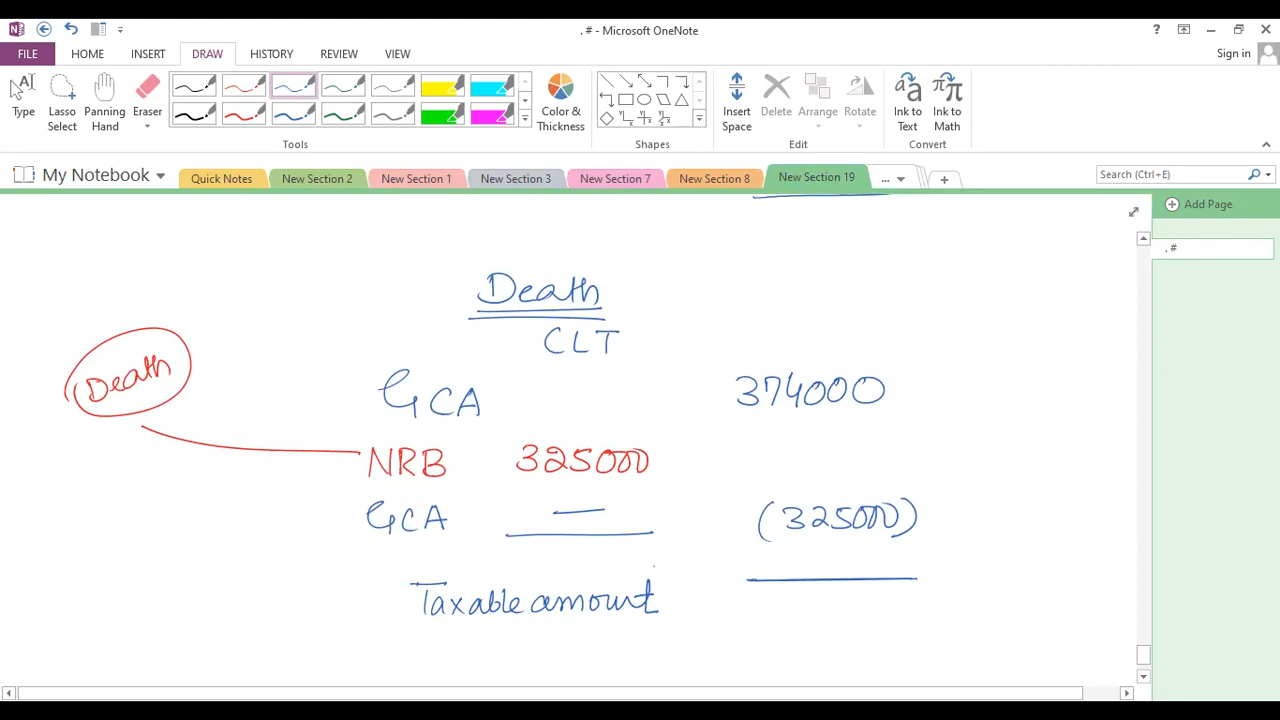 . # - Microsoft OneNote
Sign in
FILE HOME INSERT DRAW HISTORY REVIEW VIEW
Type
Lasso Select
Panning Hand
Eraser
Color & Thickness
Insert Space
Delete
Arrange
Rotate
Ink to Text
Ink to Math
Tools
Shapes
Edit
Convert
My Notebook
Quick Notes
New Section 2
New Section 1
New Section 3
New Section 7
New Section 8
New Section 19
...
Search (Ctrl+E)
Add Page
. #
Death
CLT
Death
GCA 374000
NRB 325000
GCA — (325000)
Taxable amount